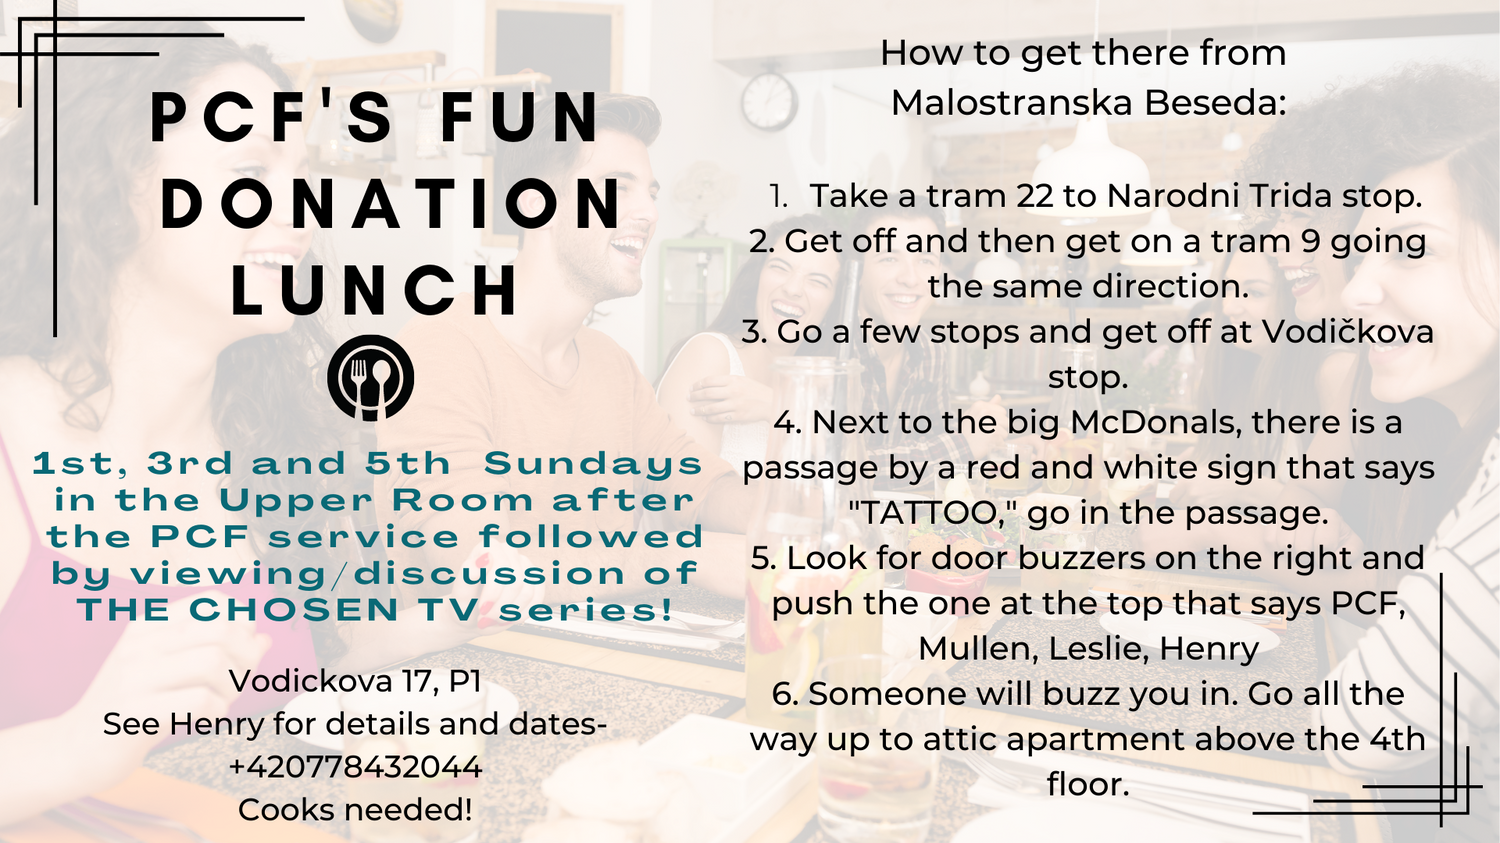 PCF'S FUN
DONATION
LUNCH
1st, 3rd and 5th Sundays
in the Upper Room after
the PCF service followed
by viewing/discussion of
THE CHOSEN TV series!
Vodickova 17, P1
See Henry for details and dates-
+420778432044
Cooks needed!
How to get there from
Malostranska Beseda:
1. Take a tram 22 to Narodni Trida stop.
2. Get off and then get on a tram 9 going
the same direction.
3. Go a few stops and get off at Vodičkova
stop.
4. Next to the big McDonals, there is a
passage by a red and white sign that says
"TATTOO," go in the passage.
5. Look for door buzzers on the right and
push the one at the top that says PCF,
Mullen, Leslie, Henry
6. Someone will buzz you in. Go all the
way up to attic apartment above the 4th
floor.